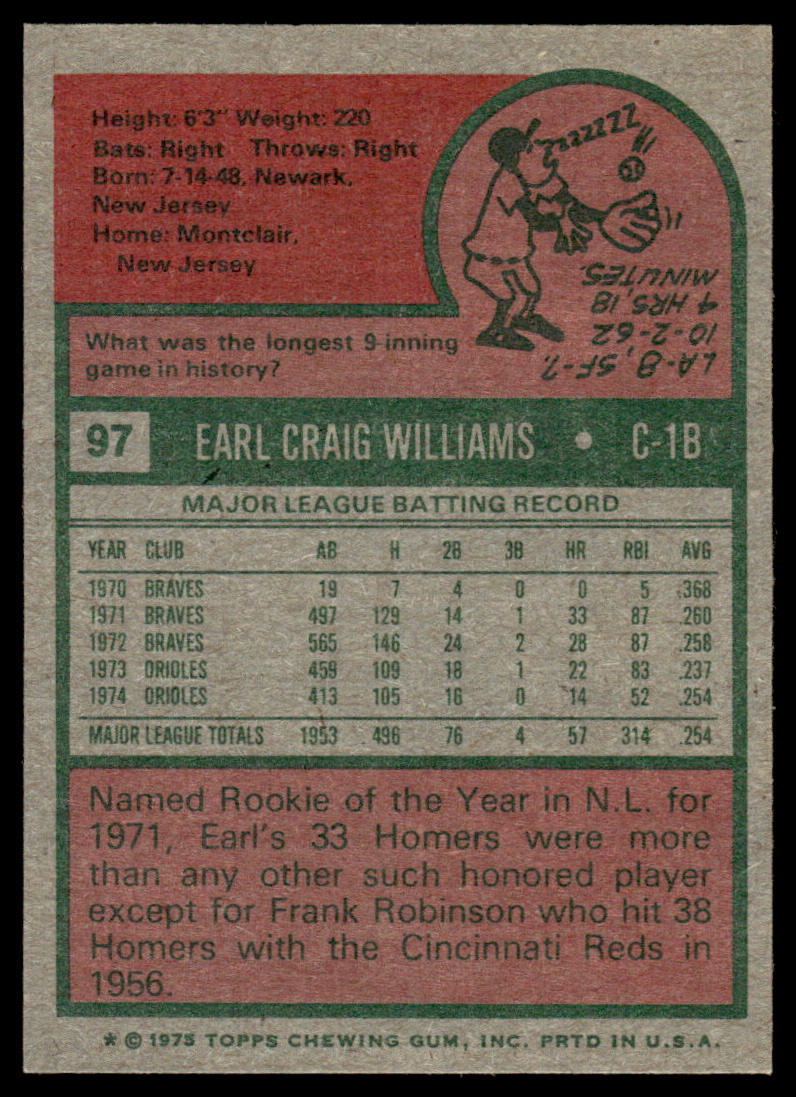 Height: 6'3" Weight: 220
Bats: Right Throws: Right
Born: 7-14-48, Newark,
New Jersey
Home: Montclair,
New Jersey
ZZZZZZZ
What was the longest 9-inning
game in history?
LA-8, SF-7.
10-2-62
4 HRS, 18
MINUTES.
97 EARL CRAIG WILLIAMS • C-1B
MAJOR LEAGUE BATTING RECORD
YEAR CLUB AB H 2B 3B HR RBI AVG
1970 BRAVES 19 7 4 0 0 5 .368
1971 BRAVES 497 129 14 1 33 87 .260
1972 BRAVES 565 146 24 2 28 87 .258
1973 ORIOLES 459 109 18 1 22 83 .237
1974 ORIOLES 413 105 16 0 14 52 .254
MAJOR LEAGUE TOTALS 1953 496 76 4 57 314 .254
Named Rookie of the Year in N.L. for
1971, Earl's 33 Homers were more
than any other such honored player
except for Frank Robinson who hit 38
Homers with the Cincinnati Reds in
1956.
* © 1975 TOPPS CHEWING GUM, INC. PRTD IN U.S.A.